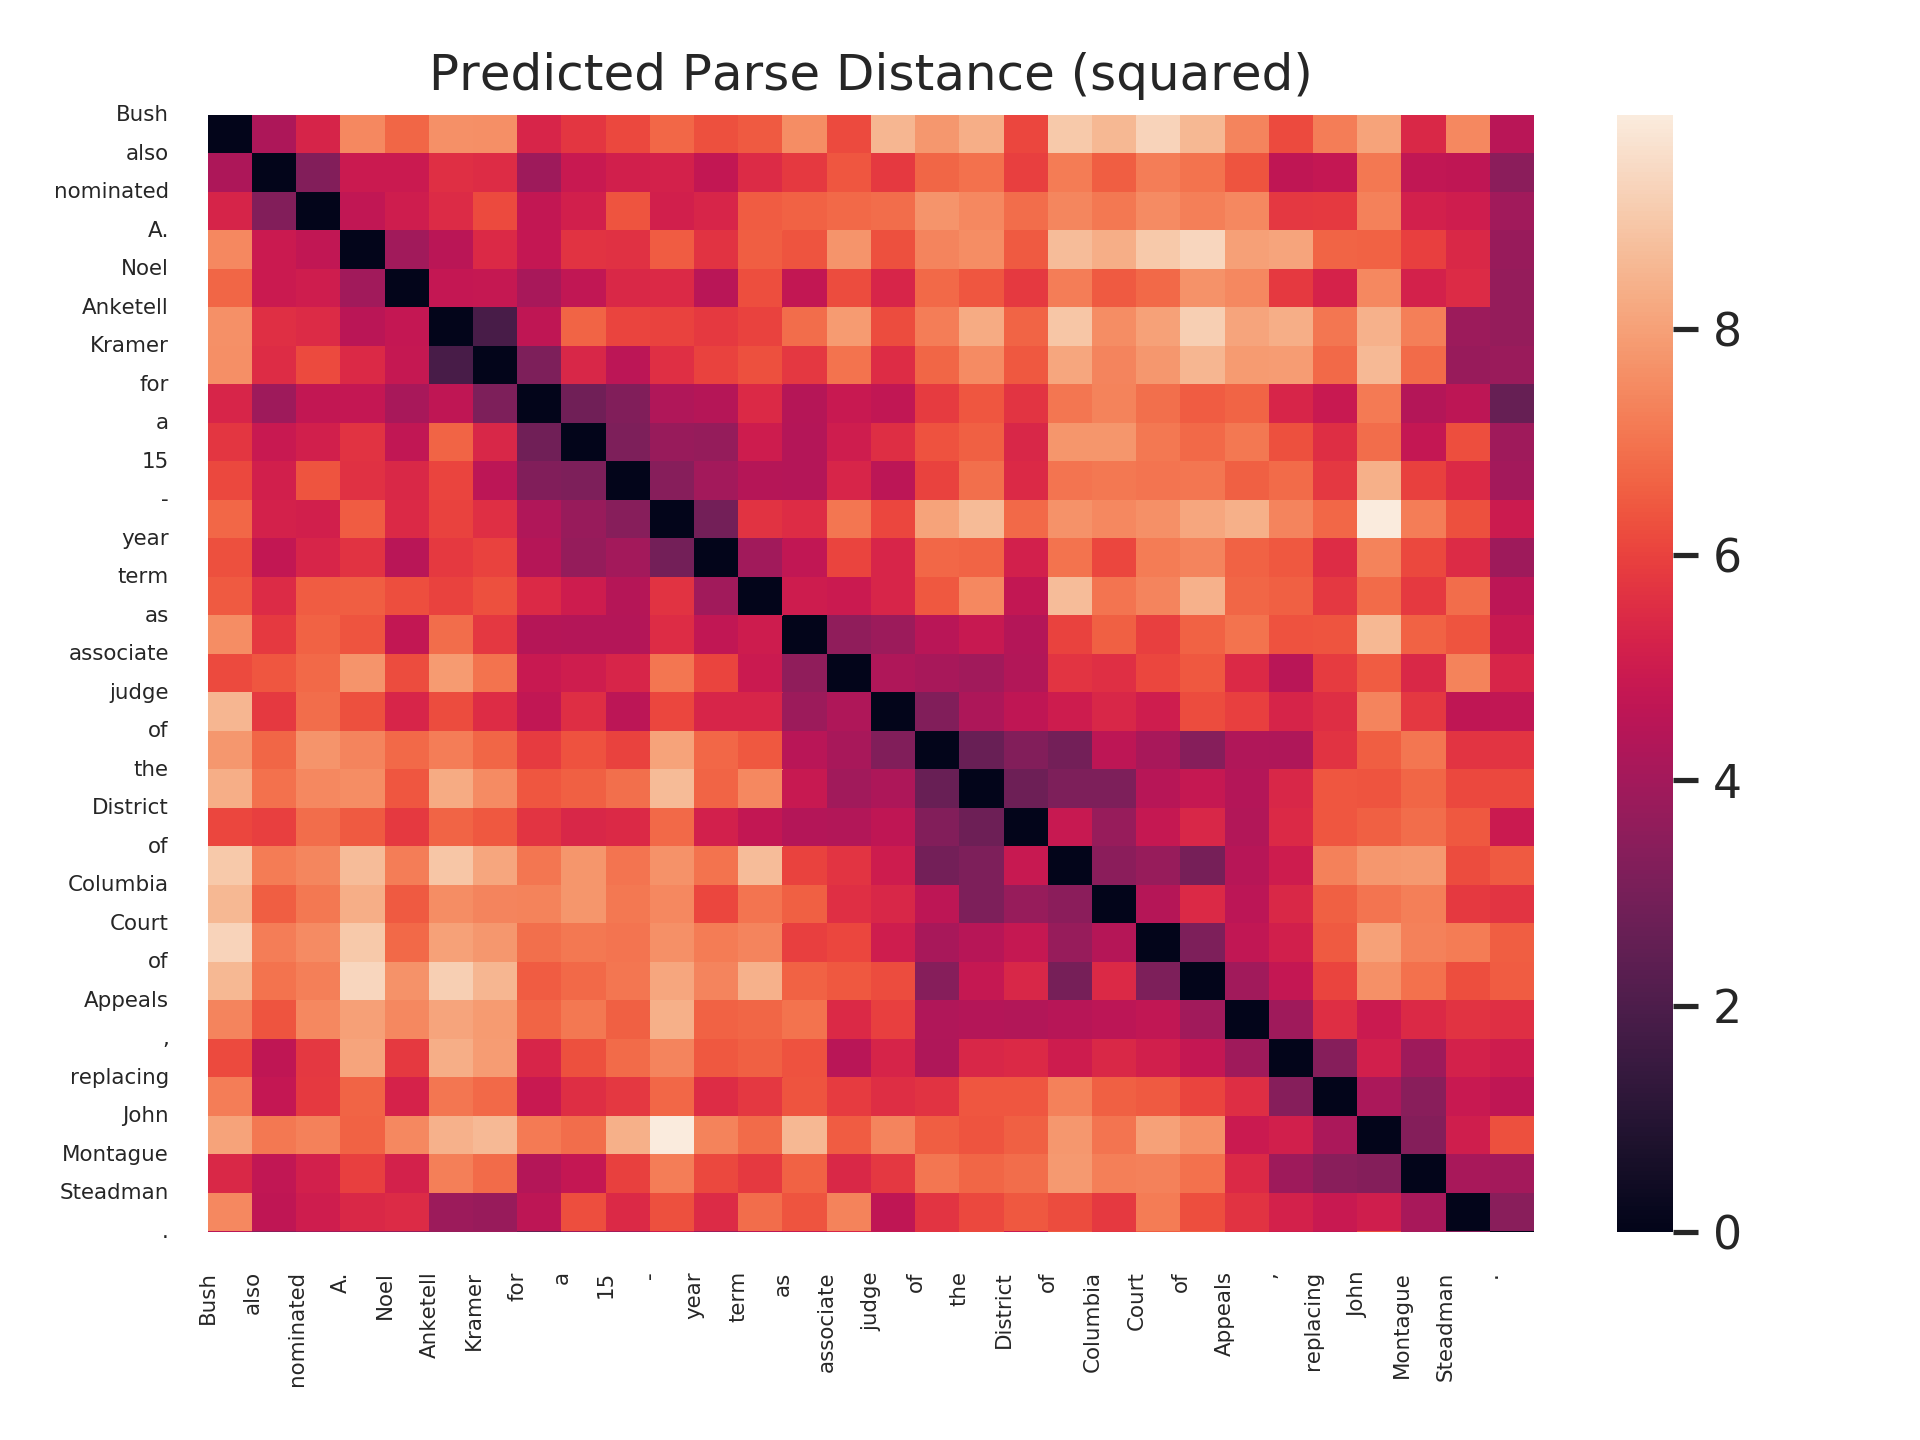 Predicted Parse Distance (squared)
Bush
also
nominated
A.
Noel
Anketell
Kramer
for
a
15
-
year
term
as
associate
judge
of
the
District
of
Columbia
Court
of
Appeals
,
replacing
John
Montague
Steadman
.
8
6
4
2
0
Bush
also
nominated
A.
Noel
Anketell
Kramer
for
a
15
-
year
term
as
associate
judge
of
the
District
of
Columbia
Court
of
Appeals
,
replacing
John
Montague
Steadman
.